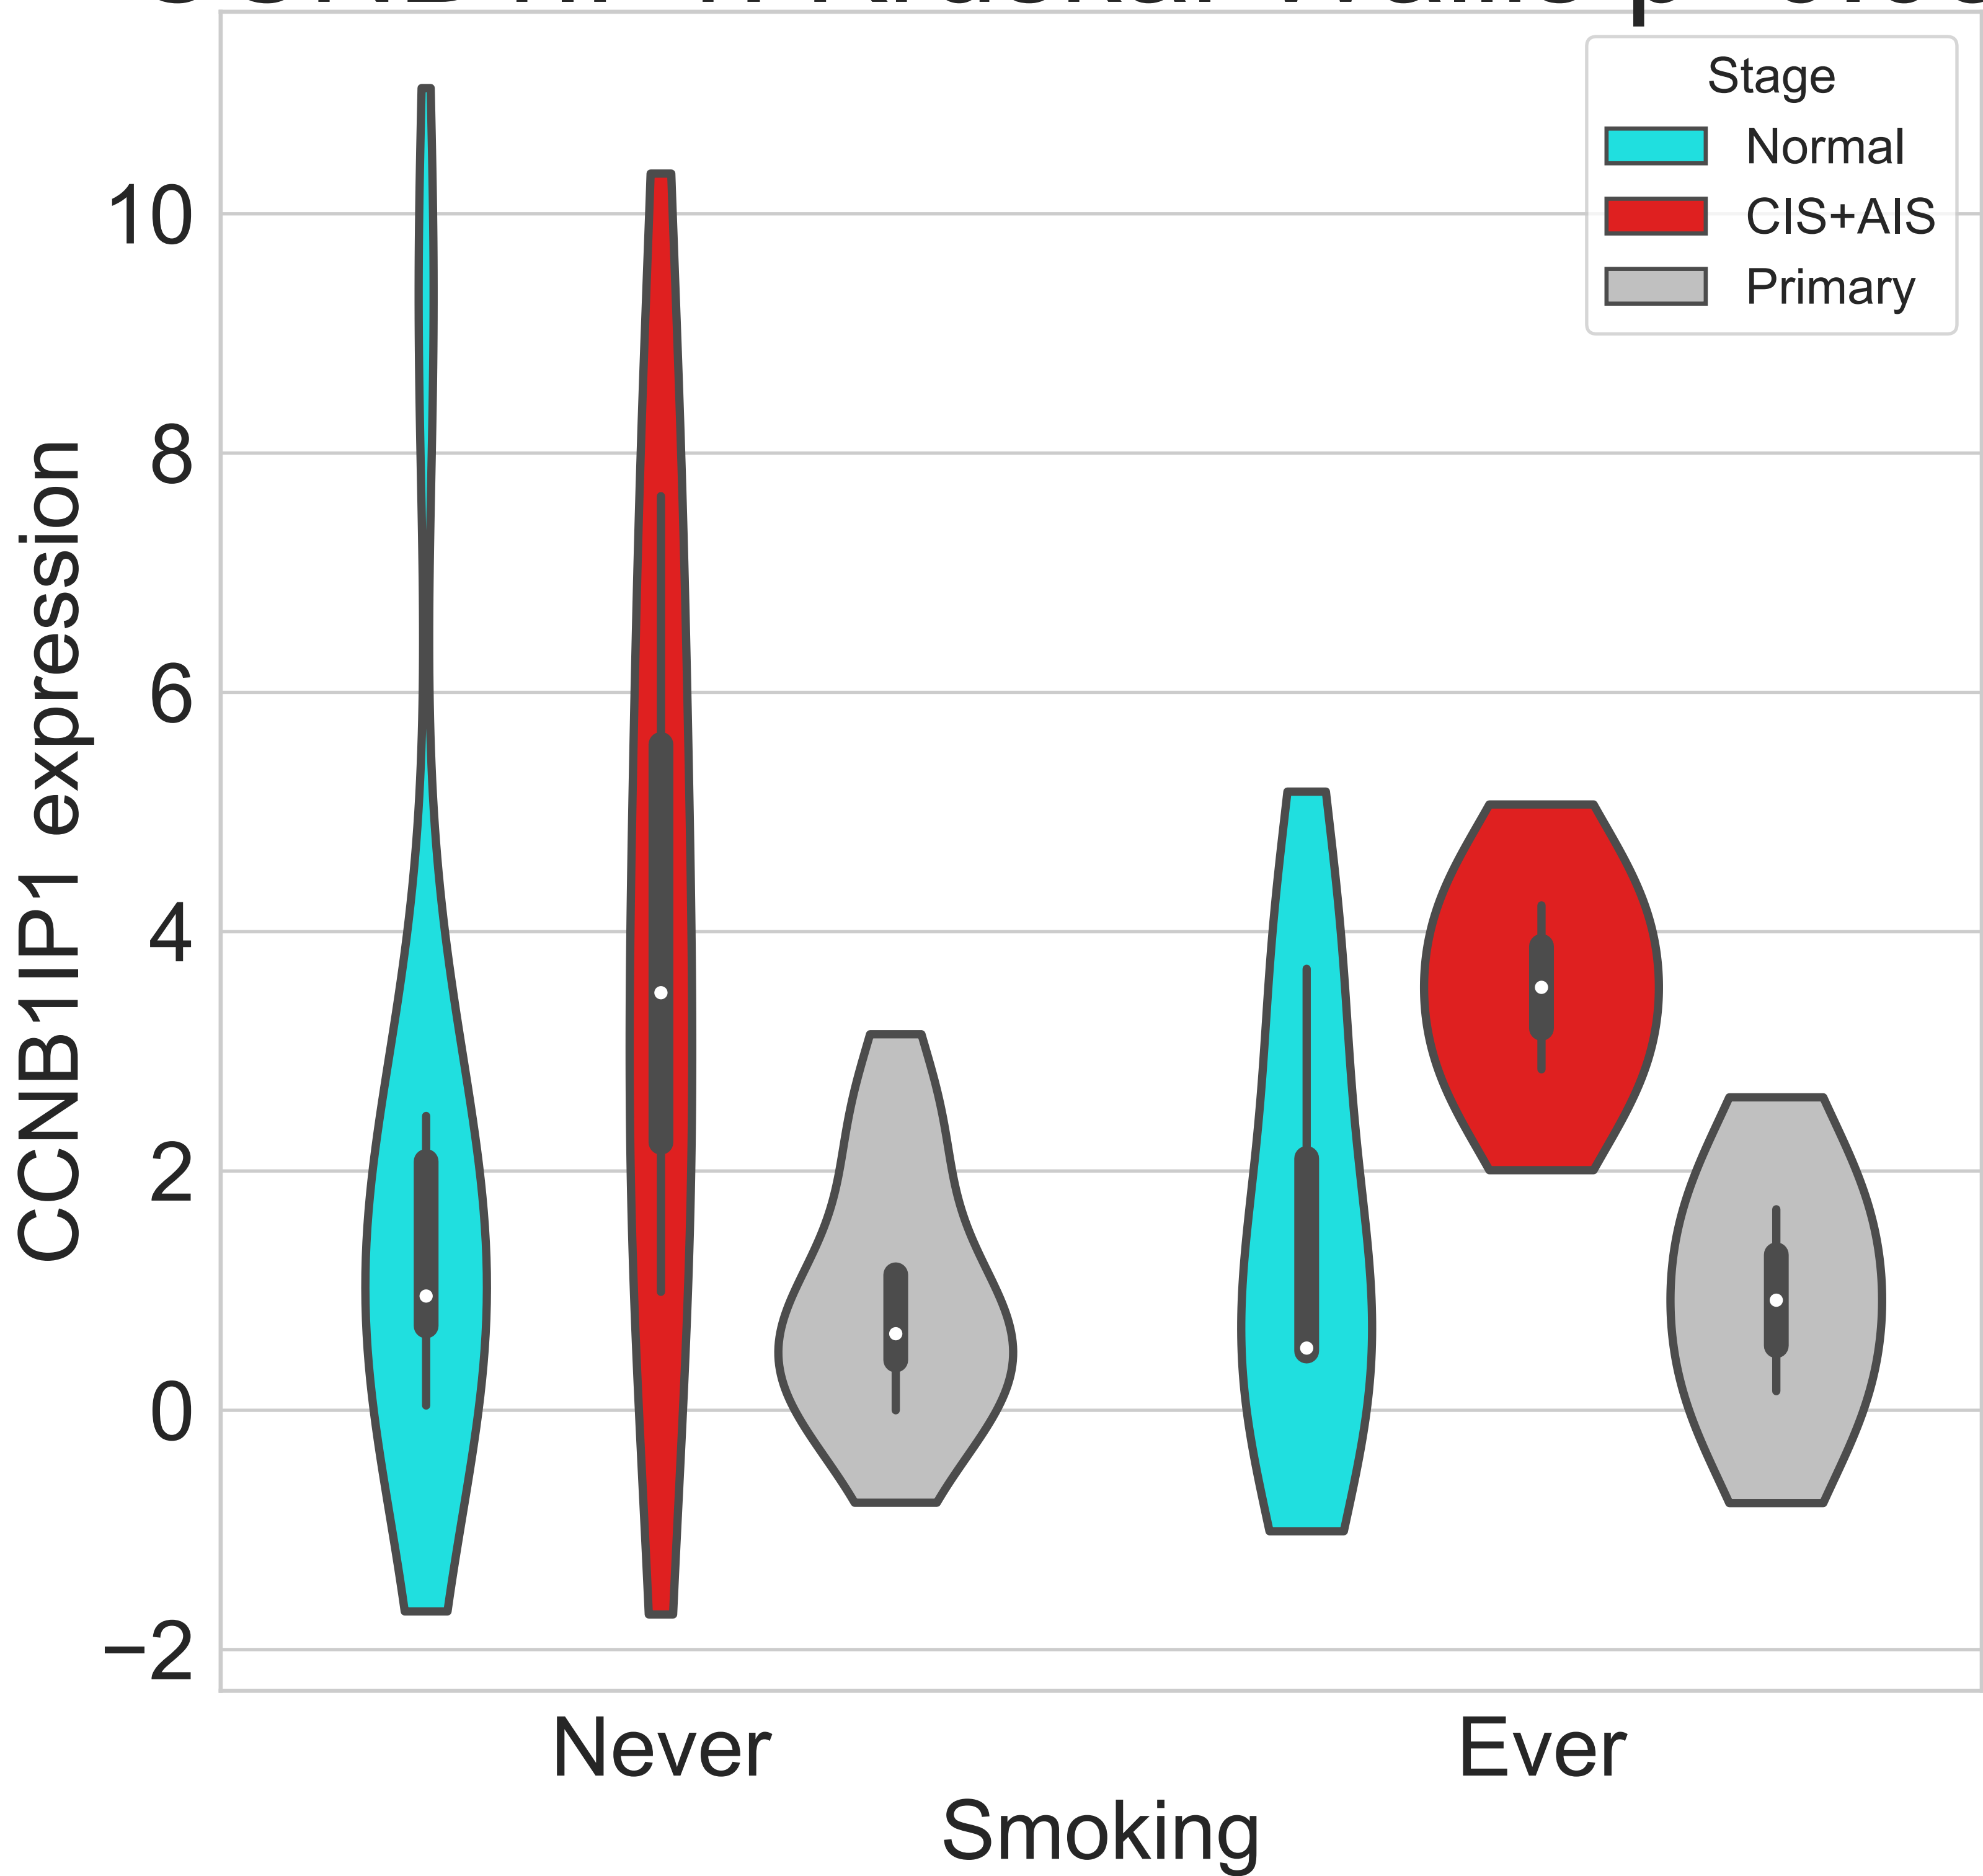 Stage
Normal
CIS+AIS
Primary
10
8
6
4
2
0
−2
CCNB1IP1 expression
Never
Ever
Smoking